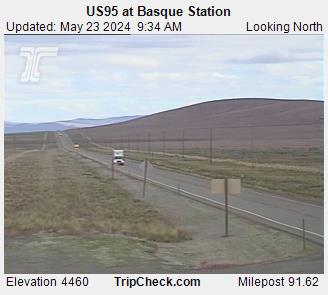 US95 at Basque Station
Updated: May 23 2024 9:34 AM Looking North
Elevation 4460 TripCheck.com Milepost 91.62